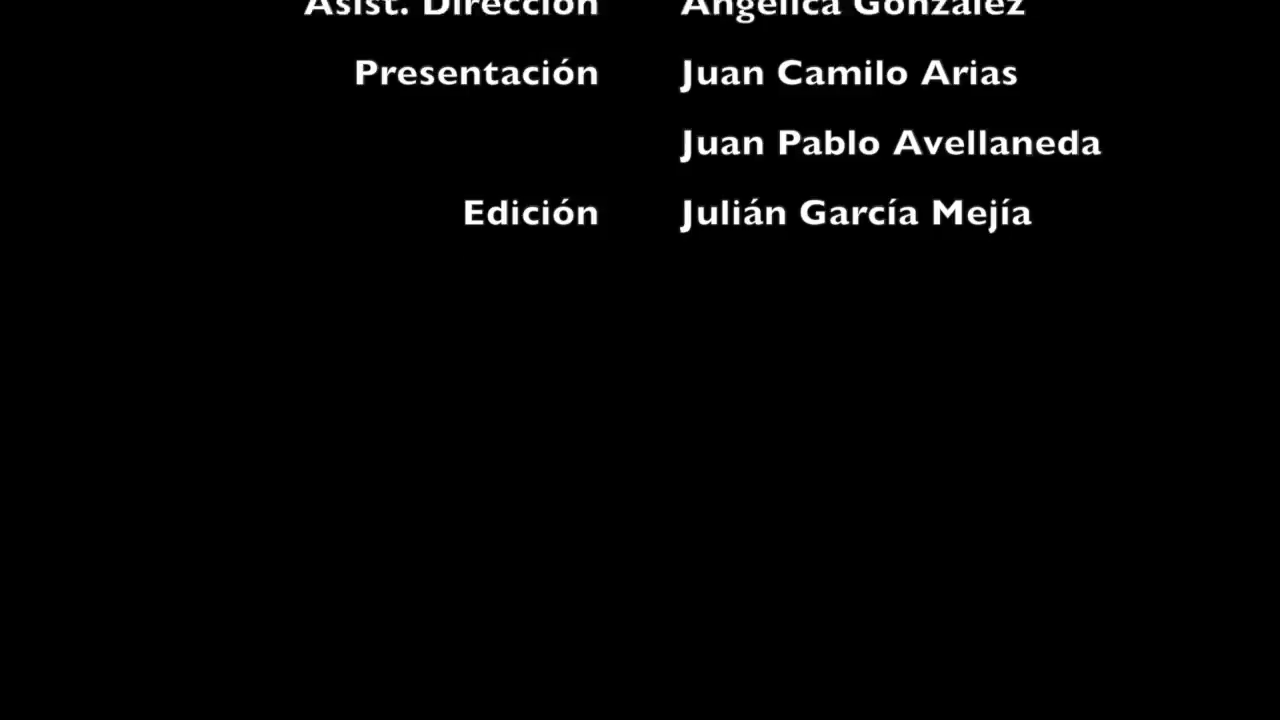 Asist. Dirección Angélica González
Presentación Juan Camilo Arias
Juan Pablo Avellaneda
Edición Julián García Mejía